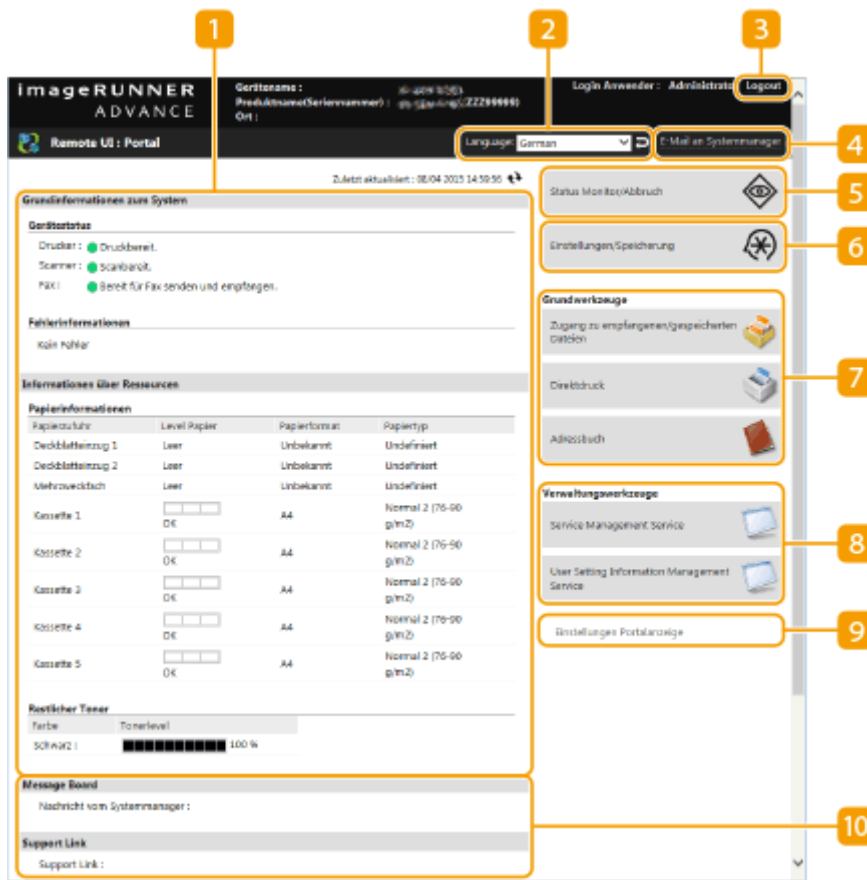 1
2
3
imageRUNNER
ADVANCE
Gerätename :
Produktname(Seriennummer) :
Ort :
Login Anwender : Administrator
Logout
Remote UI : Portal
Language: German
E-Mail an Systemmanager
4
Zuletzt aktualisiert : 08/04 2015 14:59:56
Grundinformationen zum System
Gerätestatus
Drucker : Druckbereit.
Scanner : Scanbereit.
Fax : Bereit für Fax senden und empfangen.
Fehlerinformationen
Kein Fehler
Informationen über Ressourcen
Papierinformationen
Papierzufuhr Level Papier Papierformat Papiertyp
Deckblatteinzug 1 Leer Unbekannt Undefiniert
Deckblatteinzug 2 Leer Unbekannt Undefiniert
Mehrzweckfach Leer Unbekannt Undefiniert
Kassette 1 OK A4 Normal 2 (76-90 g/m2)
Kassette 2 OK A4 Normal 2 (76-90 g/m2)
Kassette 3 OK A4 Normal 2 (76-90 g/m2)
Kassette 4 OK A4 Normal 2 (76-90 g/m2)
Kassette 5 OK A4 Normal 2 (76-90 g/m2)
Restlicher Toner
Farbe Tonerlevel
Schwarz : 100 %
Message Board
Nachricht vom Systemmanager :
Support Link
Support Link :
Status Monitor/Abbruch
5
Einstellungen/Speicherung
6
Grundwerkzeuge
Zugang zu empfangenen/gespeicherten
Dateien
Direktdruck
7
Adressbuch
Verwaltungswerkzeuge
Service Management Service
8
User Setting Information Management
Service
Einstellungen Portalanzeige
9
10